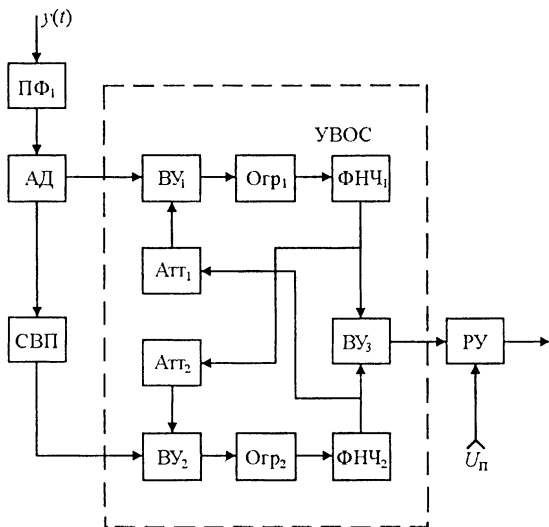 y(t)
ПФ₁
УВОС
АД
ВУ₁
Огр₁
ФНЧ₁
Атт₁
СВП
Атт₂
ВУ₃
РУ
ВУ₂
Огр₂
ФНЧ₂
Uп